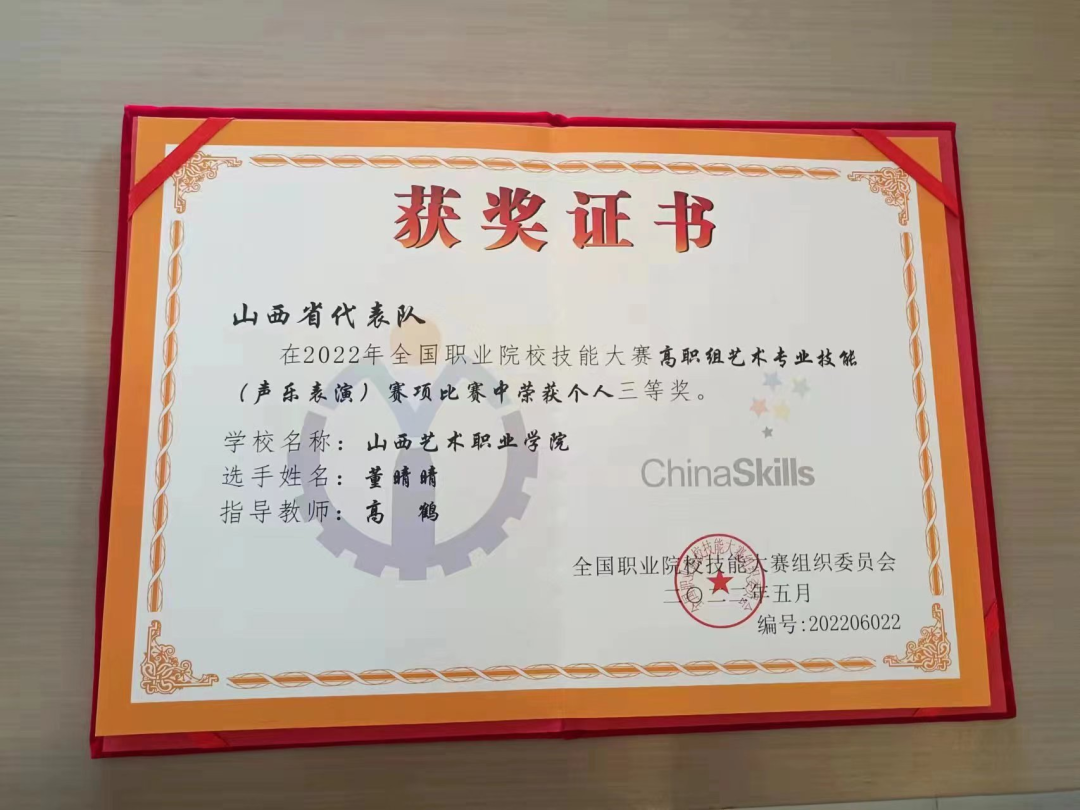 获奖证书
山西省代表队
在2022年全国职业院校技能大赛高职组艺术专业技能
（声乐表演）赛项比赛中荣获个人三等奖。
学校名称：山西艺术职业学院
选手姓名：董晴晴
指导教师：高 鹤
ChinaSkills
全国职业院校技能大赛组织委员会
二〇二二年五月
编号:202206022